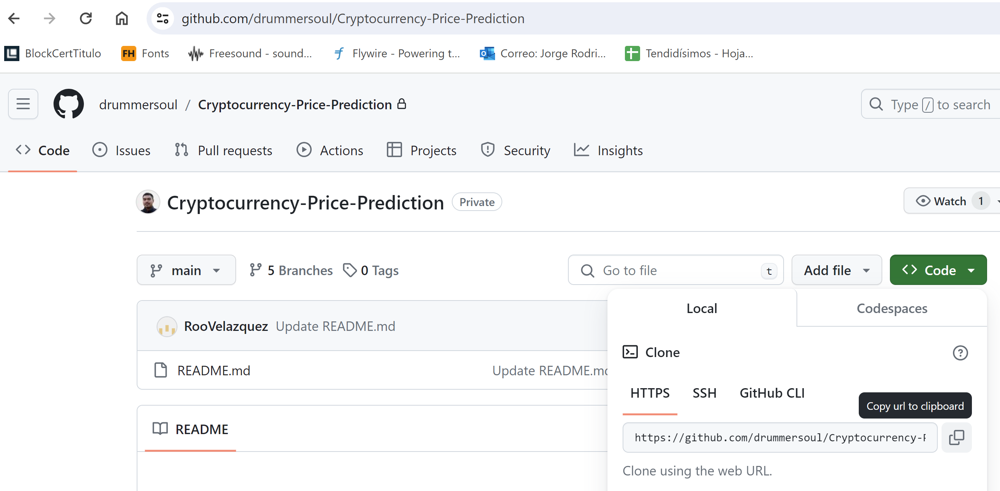 github.com/drummersoul/Cryptocurrency-Price-Prediction
BlockCertTitulo FH Fonts Freesound - sound... Flywire - Powering t... Correo: Jorge Rodri... Tendidísimos - Hoja...
drummersoul / Cryptocurrency-Price-Prediction Type / to search
Code Issues Pull requests Actions Projects Security Insights
Cryptocurrency-Price-Prediction Private Watch 1
main 5 Branches 0 Tags Go to file t Add file Code
Local Codespaces
RooVelazquez Update README.md
Clone
README.md Update README.md
HTTPS SSH GitHub CLI
Copy url to clipboard
README
https://github.com/drummersoul/Cryptocurrency-P
Clone using the web URL.